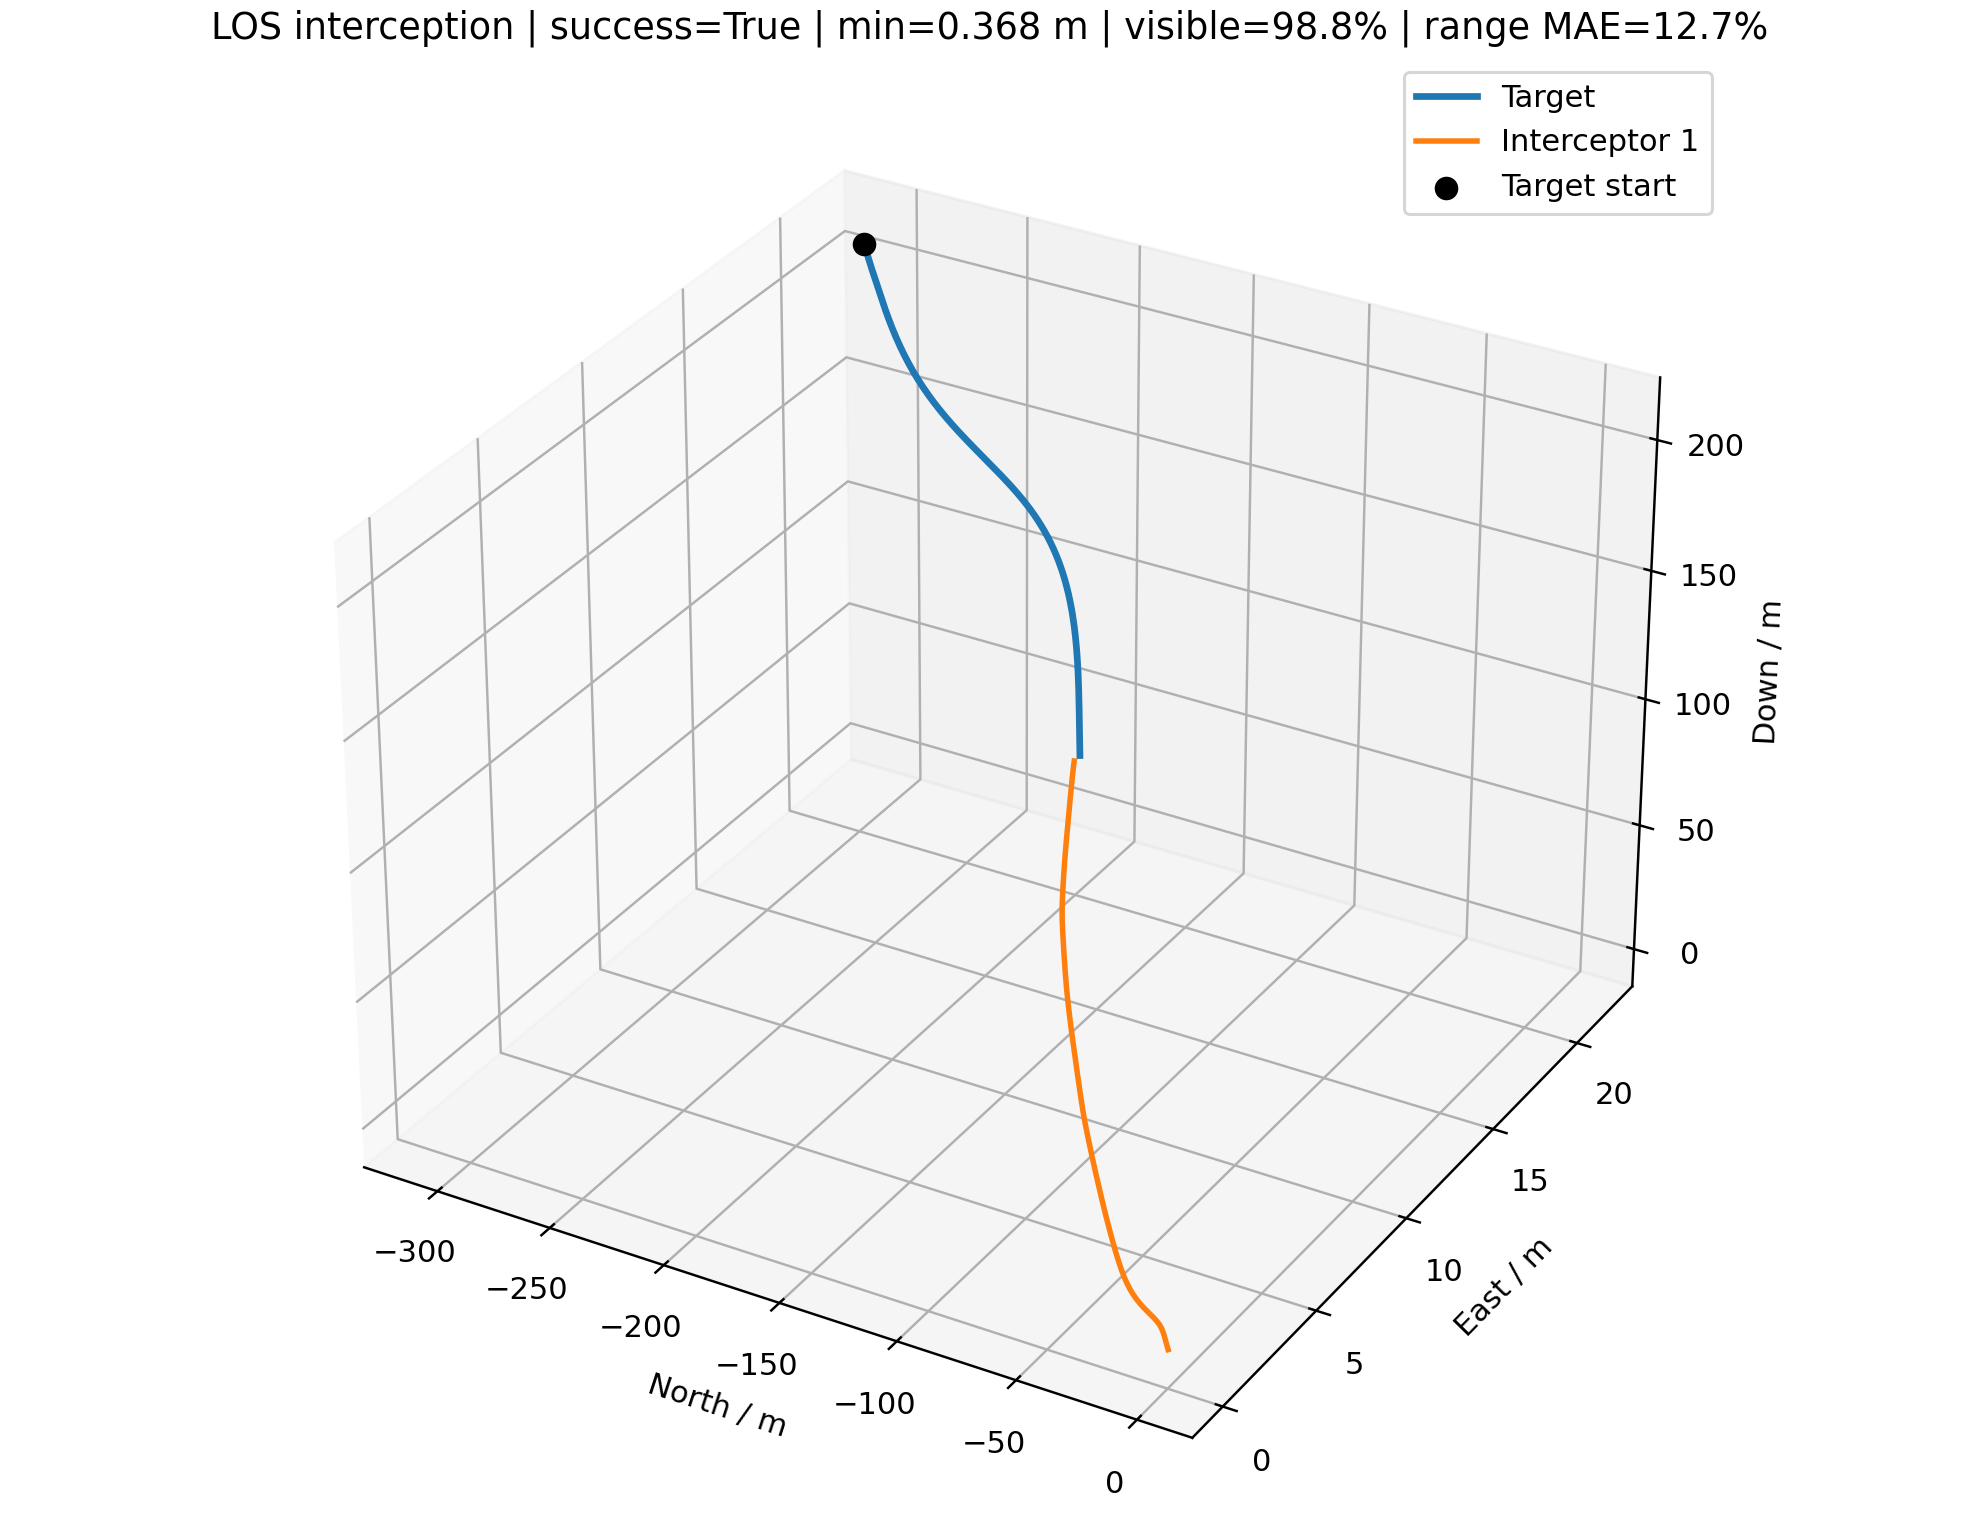 LOS interception | success=True | min=0.368 m | visible=98.8% | range MAE=12.7%
Target
Interceptor 1
Target start
200
150
100
50
0
Down / m
20
15
10
5
0
East / m
−300
−250
−200
−150
−100
−50
0
North / m